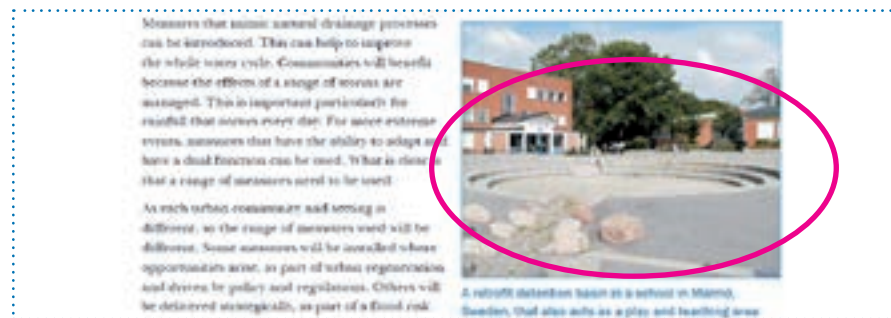 Measures that mimic natural drainage processes
can be introduced. This can help to improve
the whole water cycle. Communities will benefit
because the effects of a range of storms are
managed. This is important particularly for
rainfall that occurs every day. For more extreme
events, measures that have the ability to adapt and
have a dual function can be used. What is clear is
that a range of measures need to be used
As each urban community and setting is
different, so the range of measures used will be
different. Some measures will be installed where
opportunities arise, as part of urban regeneration
and driven by policy and regulations. Others will
be delivered strategically, as part of a flood risk
A retrofit detention basin at a school in Malmö,
Sweden, that also acts as a play and teaching area